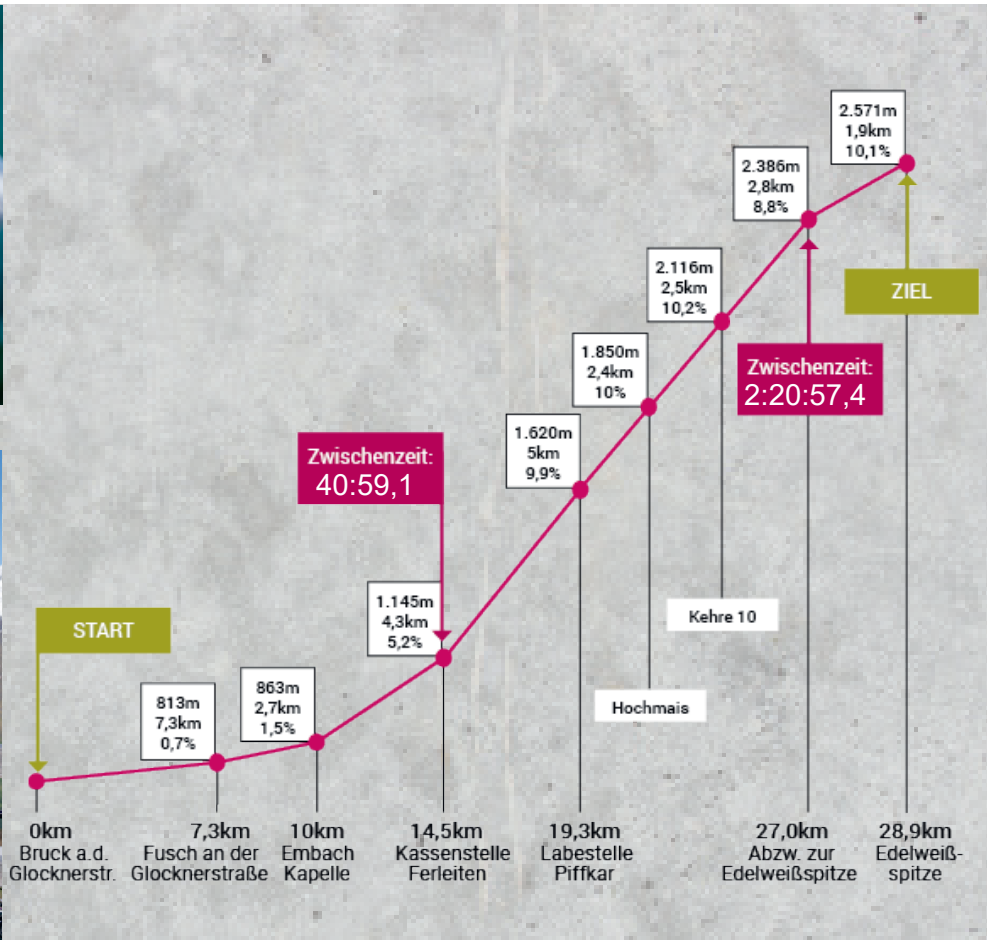 2.571m
1,9km
10,1%
2.386m
2,8km
8,8%
2.116m
2,5km
10,2%
ZIEL
1.850m
2,4km
10%
Zwischenzeit:
2:20:57,4
1.620m
5km
9,9%
Zwischenzeit:
40:59,1
1.145m
4,3km
5,2%
START
Kehre 10
863m
2,7km
1,5%
813m
7,3km
0,7%
Hochmais
0km
Bruck a.d.
Glocknerstr.
7,3km
Fusch an der
Glocknerstraße
10km
Embach
Kapelle
14,5km
Kassenstelle
Ferleiten
19,3km
Labestelle
Piffkar
27,0km
Abzw. zur
Edelweißspitze
28,9km
Edelweiß-
spitze